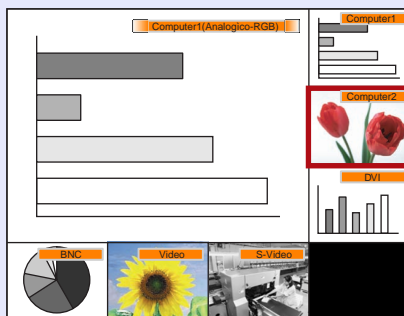 Computer1(Analogico-RGB)
Computer1
Computer2
DVI
BNC
Video
S-Video